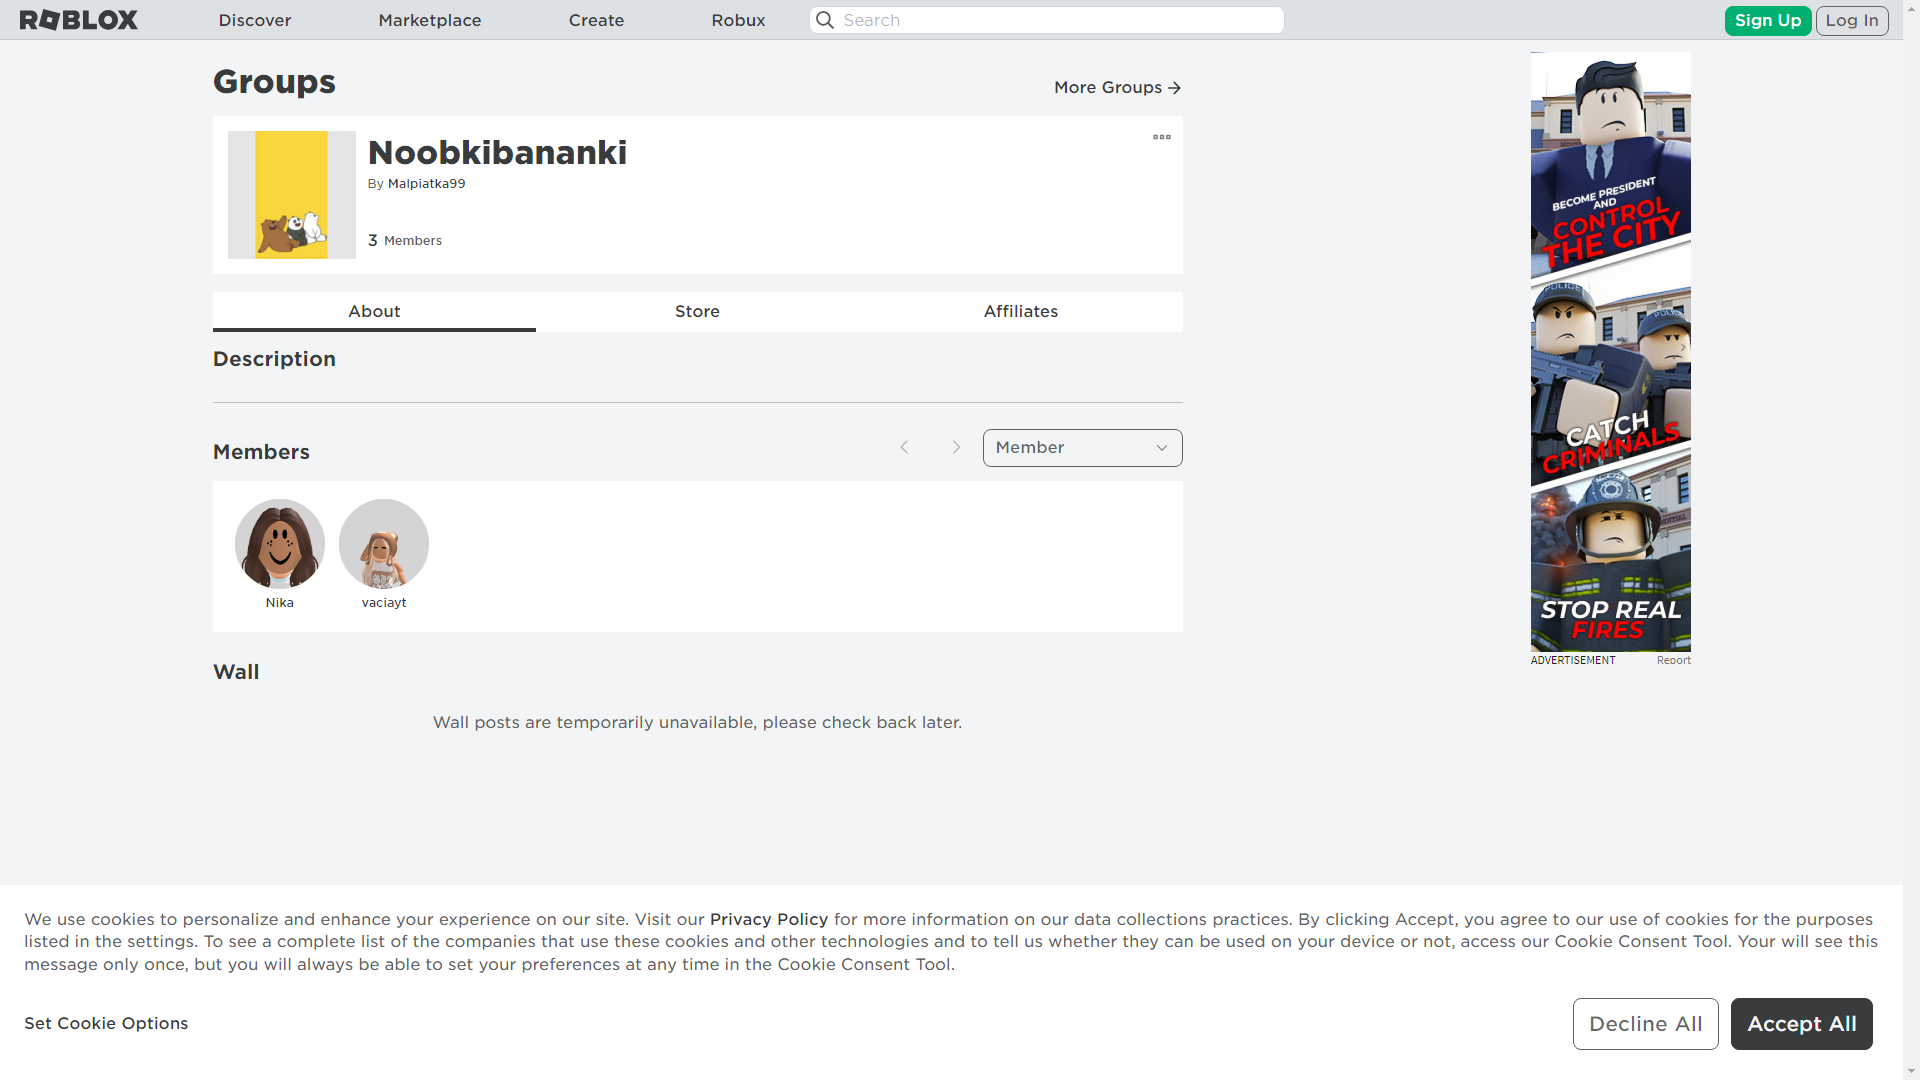 ROBLOX
Discover
Marketplace
Create
Robux
Search
Sign Up
Log In
Groups
More Groups
Noobkibananki
By Malpiatka99
3 Members
About
Store
Affiliates
Description
Members
Member
Nika
vaciayt
Wall
Wall posts are temporarily unavailable, please check back later.
BECOME PRESIDENT
AND
CONTROL
THE CITY
POLICE
CATCH
CRIMINALS
STOP REAL
FIRES
ADVERTISEMENT
Report
We use cookies to personalize and enhance your experience on our site. Visit our Privacy Policy for more information on our data collections practices. By clicking Accept, you agree to our use of cookies for the purposes
listed in the settings. To see a complete list of the companies that use these cookies and other technologies and to tell us whether they can be used on your device or not, access our Cookie Consent Tool. Your will see this
message only once, but you will always be able to set your preferences at any time in the Cookie Consent Tool.
Set Cookie Options
Decline All
Accept All